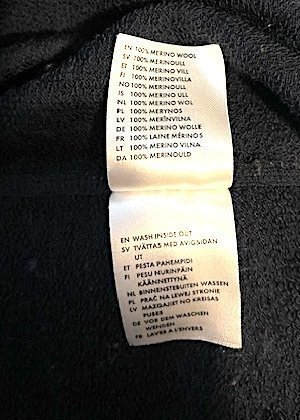 EN 100% MERINO WOOL
SV 100% MERINOULL
ET 100% MERINO VILL
FI 100% MERINOVILLA
NO 100% MERINOULL
IS 100% MERINO ULL
NL 100% MERINO WOL
PL 100% MERYNOS
LV 100% MERĪNVILNA
DE 100% MERINO WOLLE
FR 100% LAINE MÉRINOS
LT 100% MERINO VILNA
DA 100% MERINOULD
EN WASH INSIDE OUT
SV TVÄTTAS MED AVIGSIDAN
UT
ET PESTA PAHEMPIDI
FI PESU NURINPÄIN
KÄÄNNETTYNÄ
NL BINNENSTEBUITEN WASSEN
PL PRAĆ NA LEWEJ STRONIE
LV MAZGAJIET NO KREISAS
PUSES
DE VOR DEM WASCHEN
WENDEN
FR LAVER A L'ENVERS